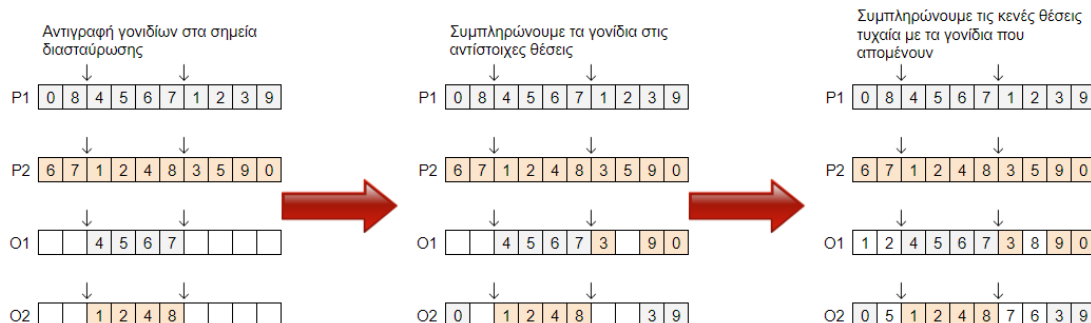 Αντιγραφή γονιδίων στα σημεία
διασταύρωσης
P1 0 8 4 5 6 7 1 2 3 9
P2 6 7 1 2 4 8 3 5 9 0
O1 4 5 6 7
O2 1 2 4 8
Συμπληρώνουμε τα γονίδια στις
αντίστοιχες θέσεις
P1 0 8 4 5 6 7 1 2 3 9
P2 6 7 1 2 4 8 3 5 9 0
O1 4 5 6 7 3 9 0
O2 0 1 2 4 8 3 9
Συμπληρώνουμε τις κενές θέσεις
τυχαία με τα γονίδια που
απομένουν
P1 0 8 4 5 6 7 1 2 3 9
P2 6 7 1 2 4 8 3 5 9 0
O1 1 2 4 5 6 7 3 8 9 0
O2 0 5 1 2 4 8 7 6 3 9